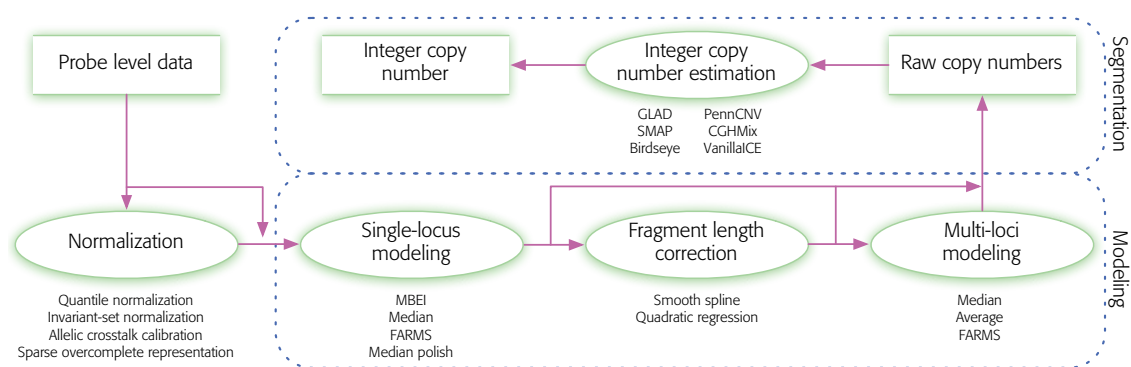 Probe level data
Integer copy
number
Integer copy
number estimation
Raw copy numbers
GLAD
SMAP
Birdseye
PennCNV
CGHMix
VanillaICE
Segmentation
Normalization
Single-locus
modeling
Fragment length
correction
Multi-loci
modeling
Modeling
Quantile normalization
Invariant-set normalization
Allelic crosstalk calibration
Sparse overcomplete representation
MBEI
Median
FARMS
Median polish
Smooth spline
Quadratic regression
Median
Average
FARMS